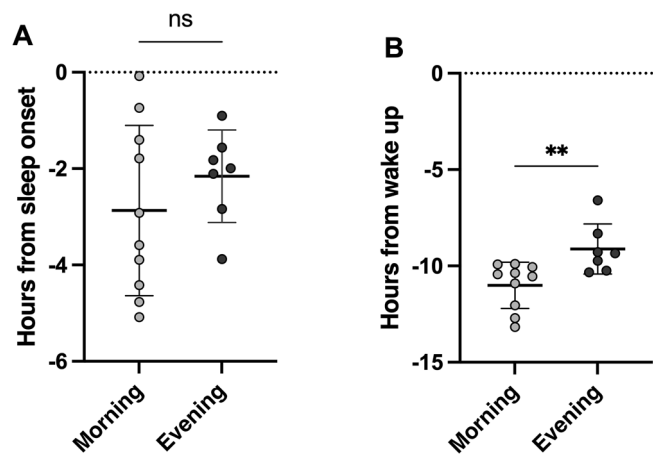 A
ns
Hours from sleep onset
0
-2
-4
-6
Morning
Evening
B
**
Hours from wake up
0
-5
-10
-15
Morning
Evening